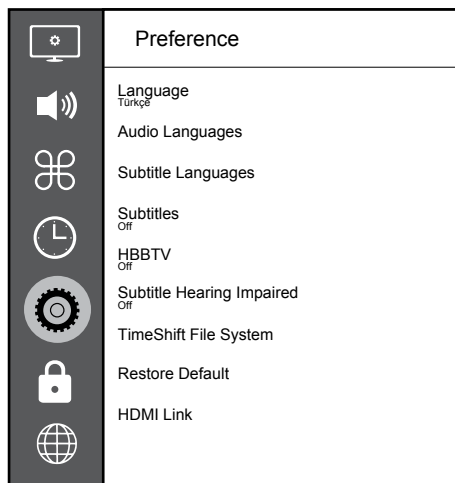 Preference
Language
Türkçe
Audio Languages
Subtitle Languages
Subtitles
Off
HBBTV
Off
Subtitle Hearing Impaired
Off
TimeShift File System
Restore Default
HDMI Link